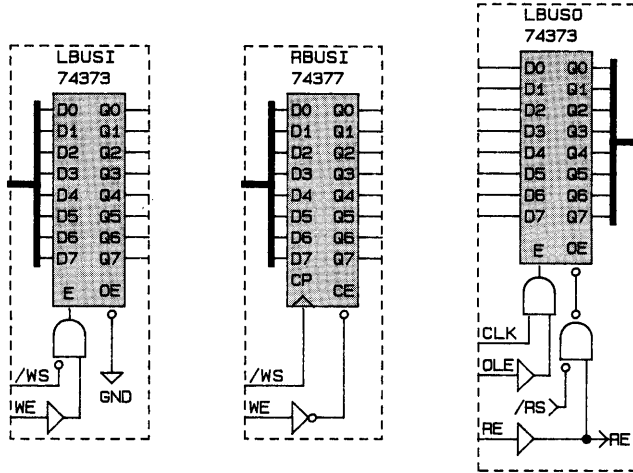 LBUSI
74373
D0 Q0
D1 Q1
D2 Q2
D3 Q3
D4 Q4
D5 Q5
D6 Q6
D7 Q7
E OE
/WS
WE
GND
RBUSI
74377
D0 Q0
D1 Q1
D2 Q2
D3 Q3
D4 Q4
D5 Q5
D6 Q6
D7 Q7
CP CE
/WS
WE
LBUSO
74373
D0 Q0
D1 Q1
D2 Q2
D3 Q3
D4 Q4
D5 Q5
D6 Q6
D7 Q7
E OE
CLK
OLE
/RS
RE RE